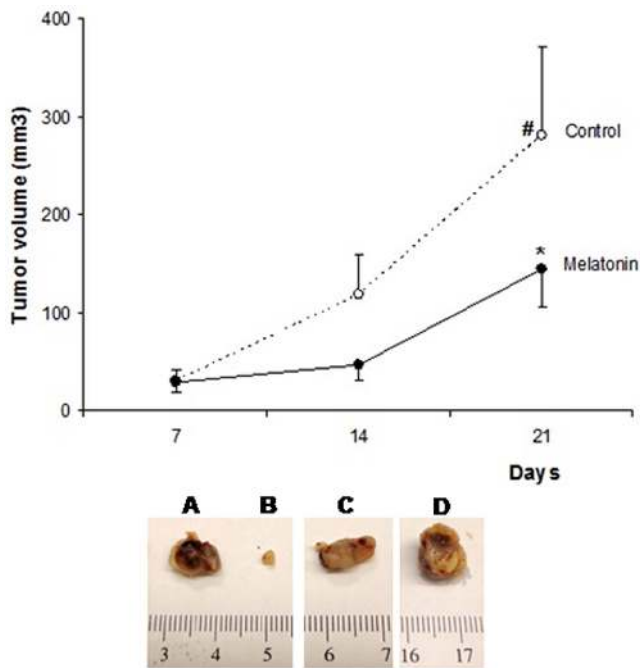 400
Tumor volume (mm3)
300
# Control
200
* Melatonin
100
0
7 14 21
Days
A B C D
3 4 5 6 7 16 17